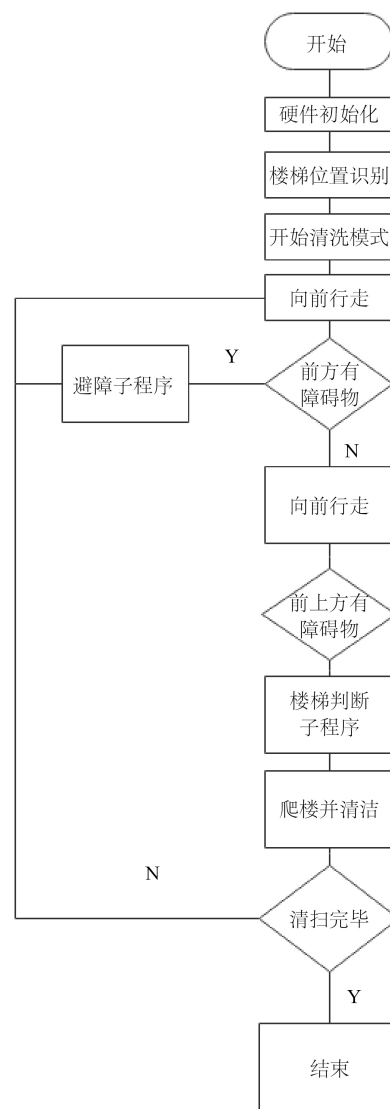 开始
硬件初始化
楼梯位置识别
开始清洗模式
向前行走
Y
避障子程序
前方有
障碍物
N
向前行走
前上方有
障碍物
楼梯判断
子程序
爬楼并清洁
N
清扫完毕
Y
结束